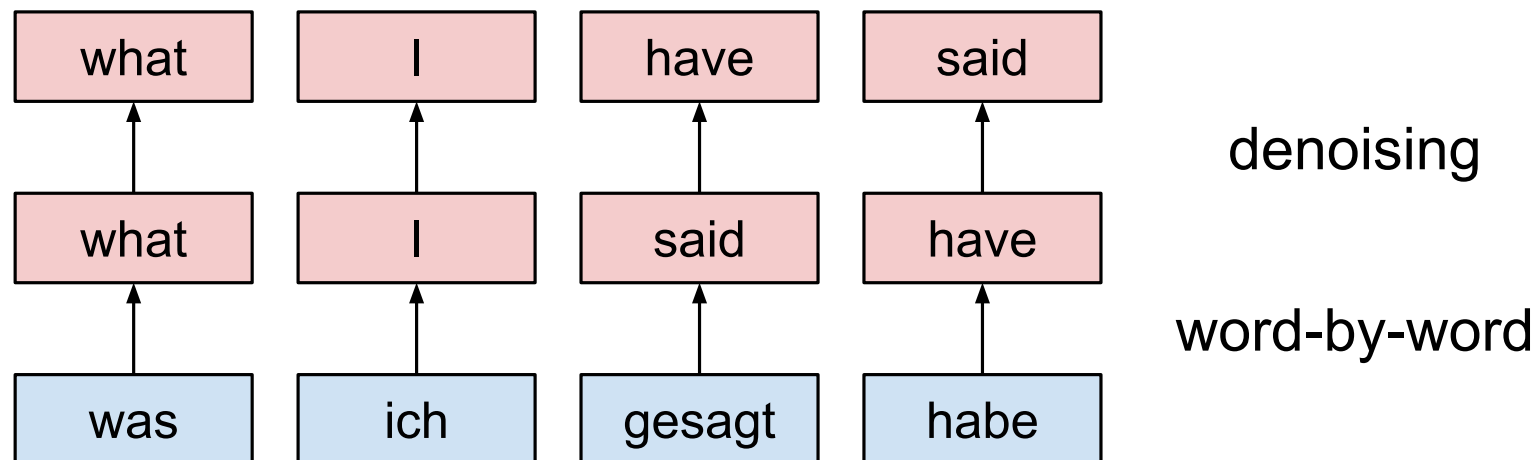 what I have said
denoising
what I said have
word-by-word
was ich gesagt habe